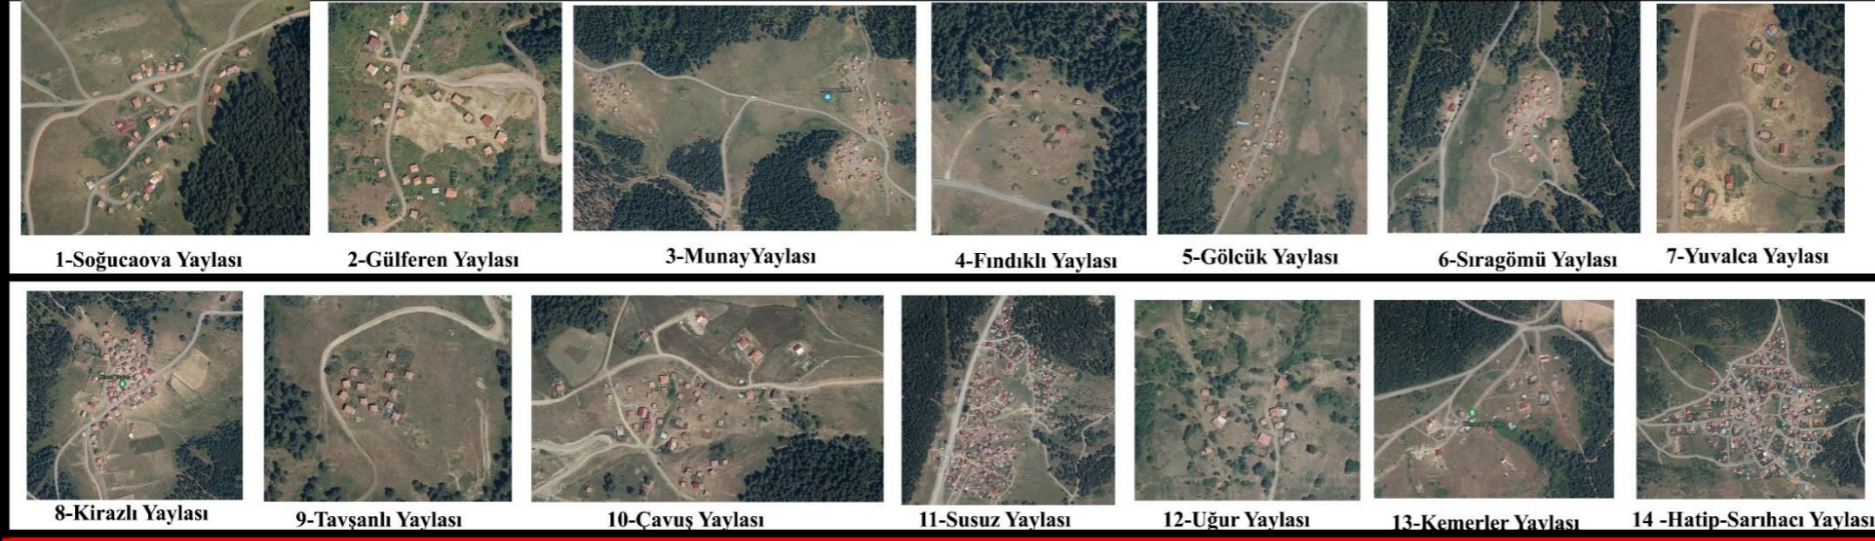 1-Soğucaova Yaylası
2-Gülferen Yaylası
3-MunayYaylası
4-Fındıklı Yaylası
5-Gölcük Yaylası
6-Sıragömü Yaylası
7-Yuvalca Yaylası
8-Kirazlı Yaylası
9-Tavşanlı Yaylası
10-Çavuş Yaylası
11-Susuz Yaylası
12-Uğur Yaylası
13-Kemerler Yaylası
14 -Hatip-Sarıhacı Yaylası